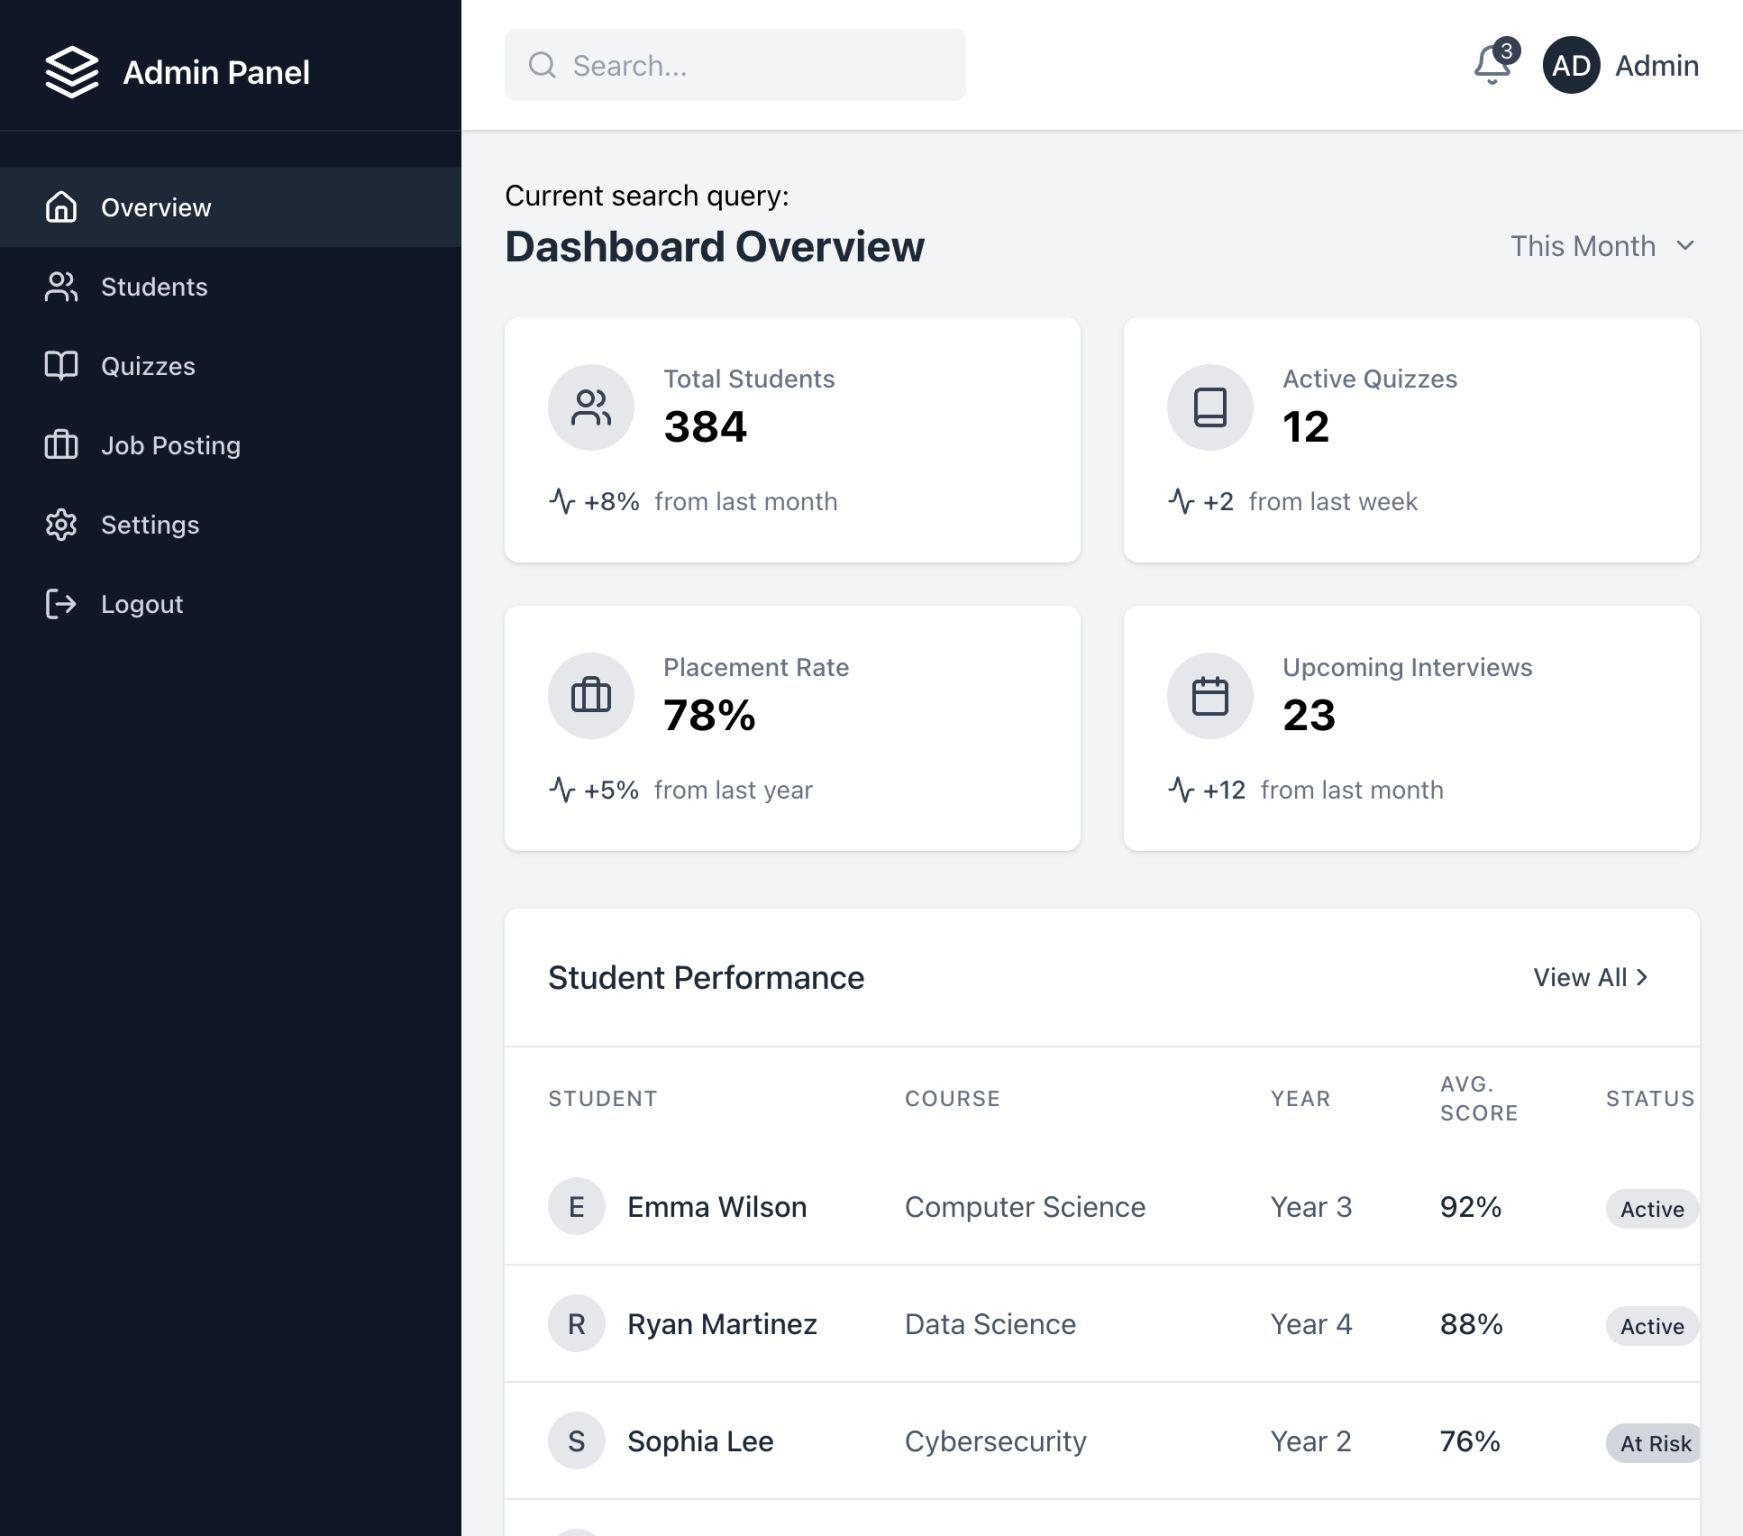 Admin Panel
Overview
Students
Quizzes
Job Posting
Settings
Logout
Search...
3
AD
Admin
Current search query:
Dashboard Overview
This Month
Total Students
384
+8% from last month
Active Quizzes
12
+2 from last week
Placement Rate
78%
+5% from last year
Upcoming Interviews
23
+12 from last month
Student Performance
View All
STUDENT COURSE YEAR AVG. SCORE STATUS
E Emma Wilson Computer Science Year 3 92% Active
R Ryan Martinez Data Science Year 4 88% Active
S Sophia Lee Cybersecurity Year 2 76% At Risk